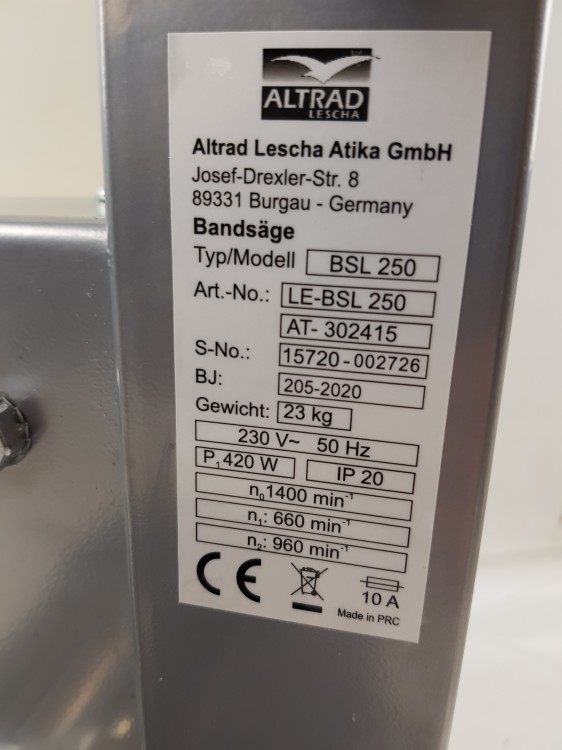 ALTRAD
LESCHA
Altrad Lescha Atika GmbH
Josef-Drexler-Str. 8
89331 Burgau - Germany
Bandsäge
Typ/Modell BSL 250
Art.-No.: LE-BSL 250
AT- 302415
S-No.: 15720-002726
BJ: 205-2020
Gewicht: 23 kg
230 V~ 50 Hz
P₁ 420 W IP 20
n₀1400 min⁻¹
n₁: 660 min⁻¹
n₂: 960 min⁻¹
CE 10 A
Made in PRC